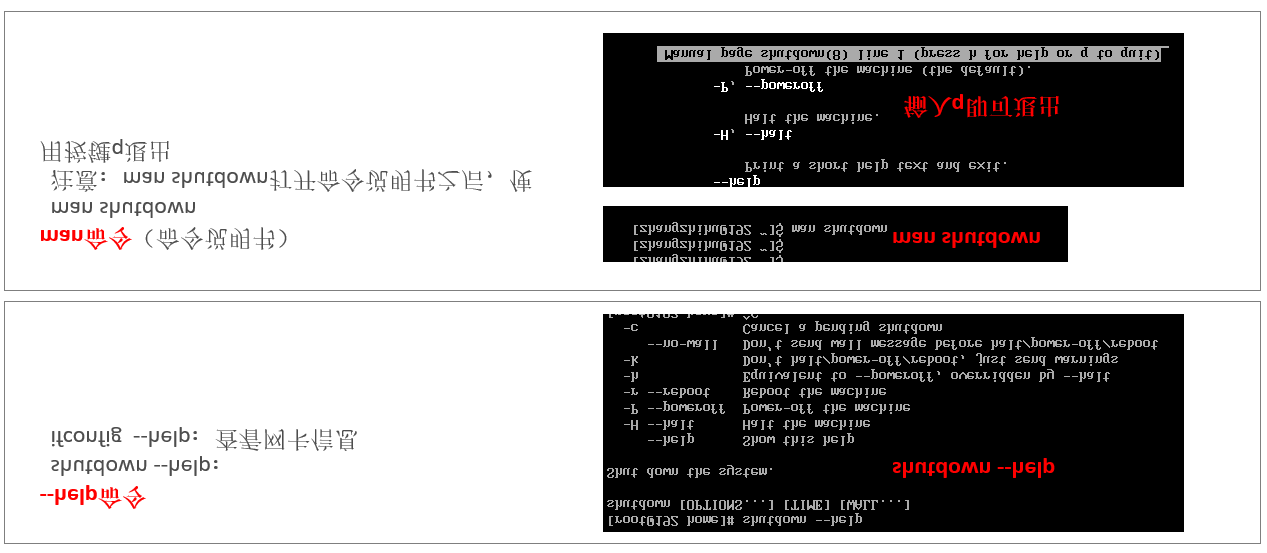 --help命令
shutdown --help:
ifconfig --help: 查看网卡信息
[root@192 home]# shutdown --help
shutdown [OPTIONS...] [TIME] [WALL...]
Shut down the system.
shutdown --help
--help Show this help
-H --halt Halt the machine
-P --poweroff Power-off the machine
-r --reboot Reboot the machine
-h Equivalent to --poweroff, overridden by --halt
-k Don't halt/power-off/reboot, just send warnings
--no-wall Don't send wall message before halt/power-off/reboot
-c Cancel a pending shutdown
[root@192 home]# ^C
man命令（命令说明书）
man shutdown
注意: man shutdown打开命令说明书之后，使
用按键q退出
[zhangzhihu@192 ~]$
[zhangzhihu@192 ~]$
[zhangzhihu@192 ~]$ man shutdown
man shutdown
--help
Print a short help text and exit.
-H, --halt
Halt the machine.
输入q即可退出
-P, --poweroff
Power-off the machine (the default).
Manual page shutdown(8) line 1 (press h for help or q to quit)